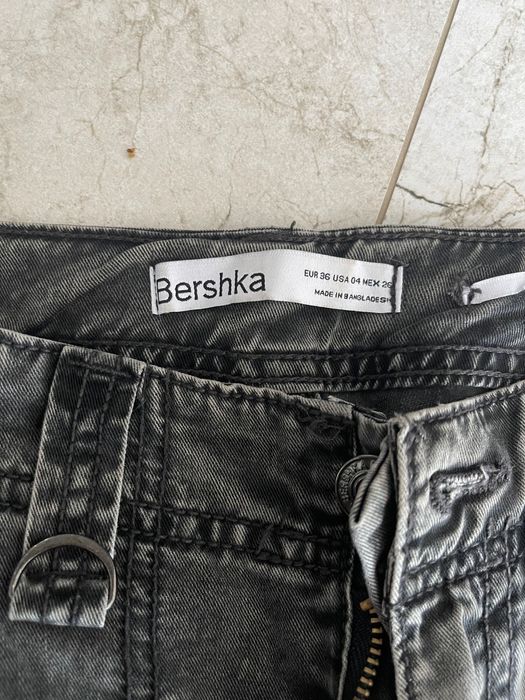 Bershka
EUR 36 USA 04 MEX 26
MADE IN BANGLADESH